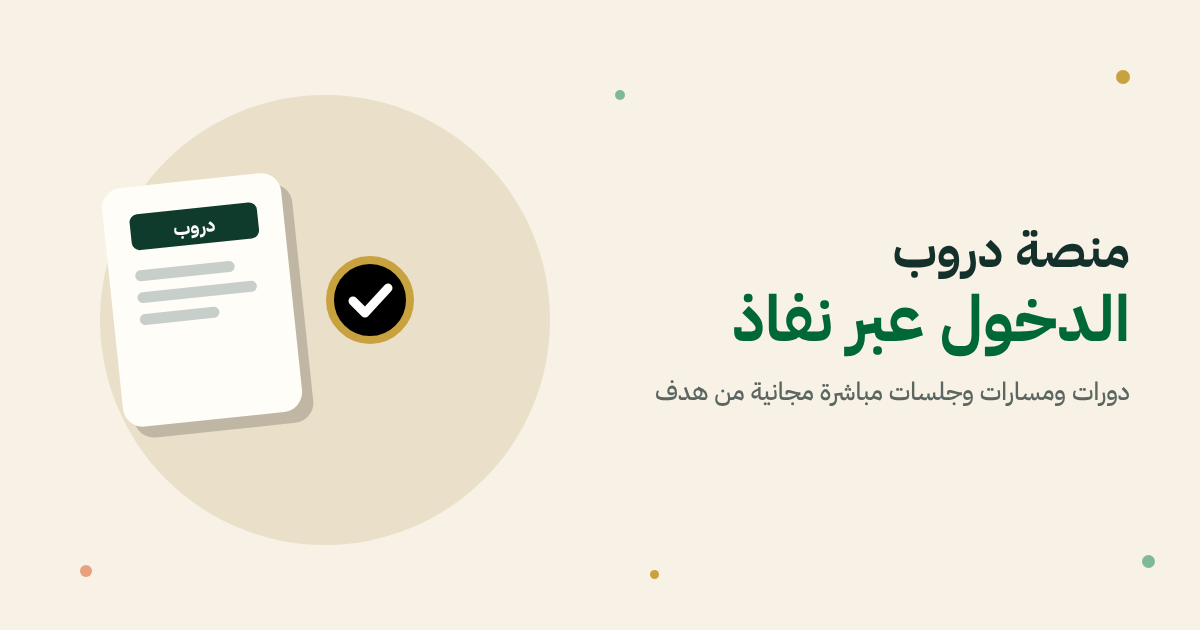 منصة دروب
الدخول عبر نفاذ
دورات ومسارات وجلسات مباشرة مجانية من هدف
دروب